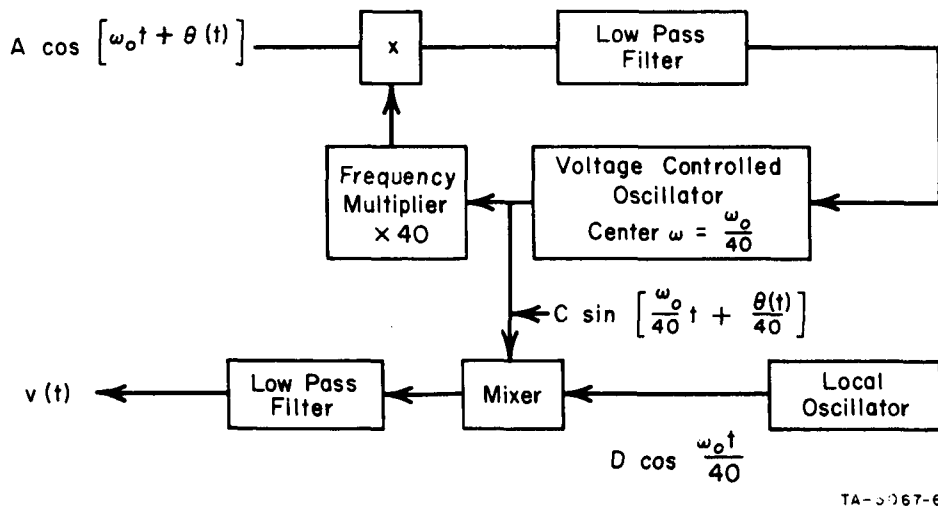 A cos [ω₀t + θ(t)]
x
Low Pass
Filter
Frequency
Multiplier
× 40
Voltage Controlled
Oscillator
Center ω = ω₀/40
C sin [ω₀/40 t + θ(t)/40]
v(t)
Low Pass
Filter
Mixer
Local
Oscillator
D cos ω₀t/40